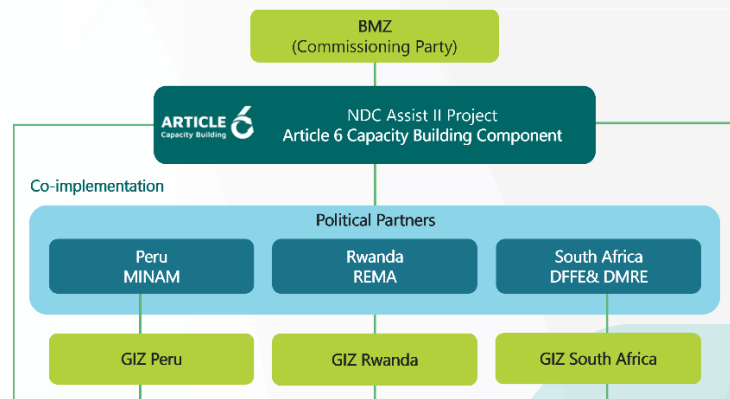 BMZ
(Commissioning Party)
ARTICLE 6
Capacity Building
NDC Assist II Project
Article 6 Capacity Building Component
Co-implementation
Political Partners
Peru
MINAM
Rwanda
REMA
South Africa
DFFE& DMRE
GIZ Peru
GIZ Rwanda
GIZ South Africa